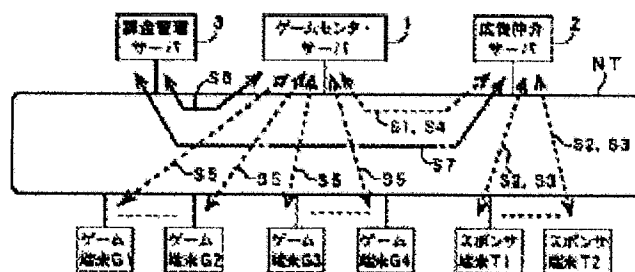 課金管理
サーバ
3
ゲームセンタ・
サーバ
1
広告仲介
サーバ
2
NT
S6
S1, S4
S7
S2, S3
S5
S5
S5
S5
S2, S3
ゲーム
端末G1
ゲーム
端末G2
ゲーム
端末G3
ゲーム
端末G4
スポンサ
端末T1
スポンサ
端末T2